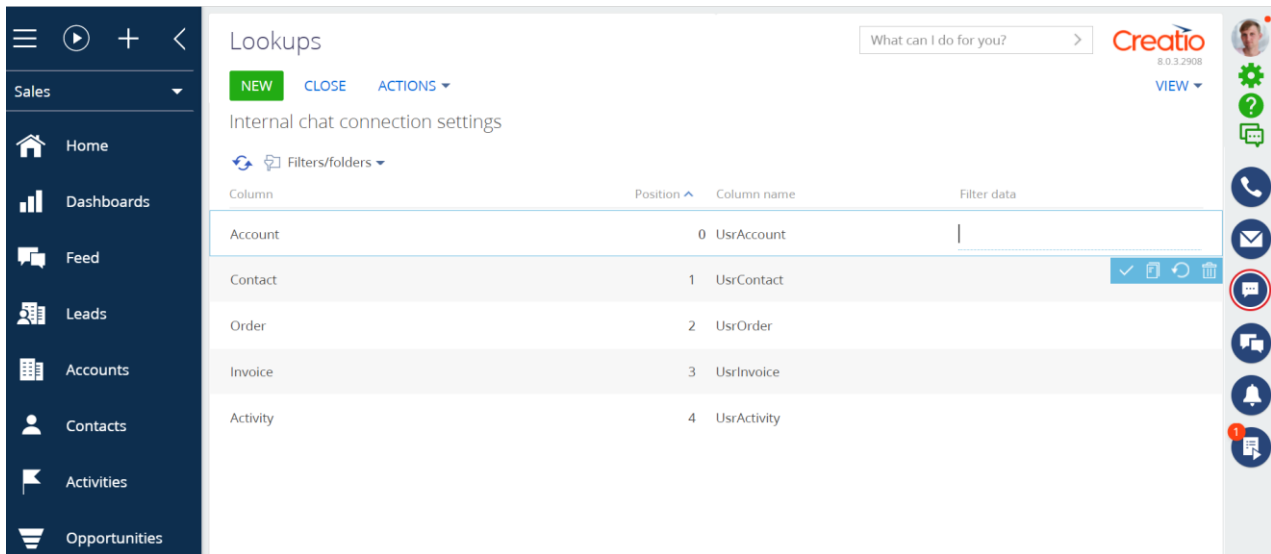 Lookups
What can I do for you?
Creatio
8.0.3.2908
NEW CLOSE ACTIONS VIEW
Sales
Internal chat connection settings
Home
Filters/folders
Column Position Column name Filter data
Dashboards
Account 0 UsrAccount
Feed
Contact 1 UsrContact
Leads
Order 2 UsrOrder
Accounts
Invoice 3 UsrInvoice
Contacts
Activity 4 UsrActivity
1
Activities
Opportunities